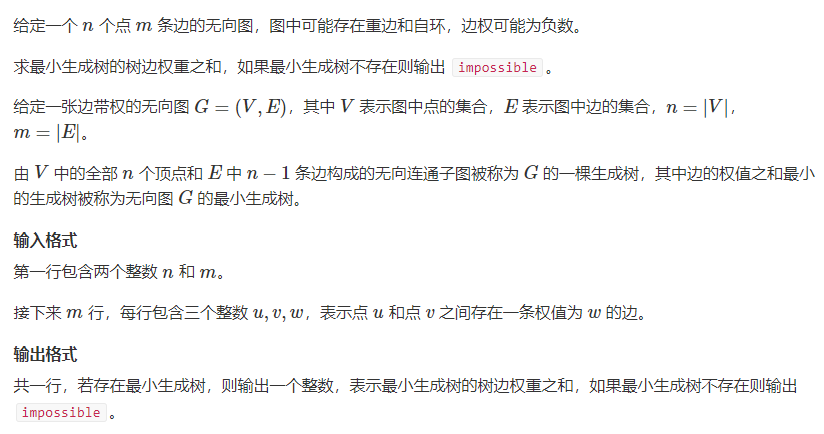 给定一个 n 个点 m 条边的无向图，图中可能存在重边和自环，边权可能为负数。
求最小生成树的树边权重之和，如果最小生成树不存在则输出 impossible 。
给定一张边带权的无向图 G = (V, E)，其中 V 表示图中点的集合，E 表示图中边的集合，n = |V|，
m = |E|。
由 V 中的全部 n 个顶点和 E 中 n − 1 条边构成的无向连通子图被称为 G 的一棵生成树，其中边的权值之和最小
的生成树被称为无向图 G 的最小生成树。
输入格式
第一行包含两个整数 n 和 m。
接下来 m 行，每行包含三个整数 u, v, w，表示点 u 和点 v 之间存在一条权值为 w 的边。
输出格式
共一行，若存在最小生成树，则输出一个整数，表示最小生成树的树边权重之和，如果最小生成树不存在则输出
impossible 。